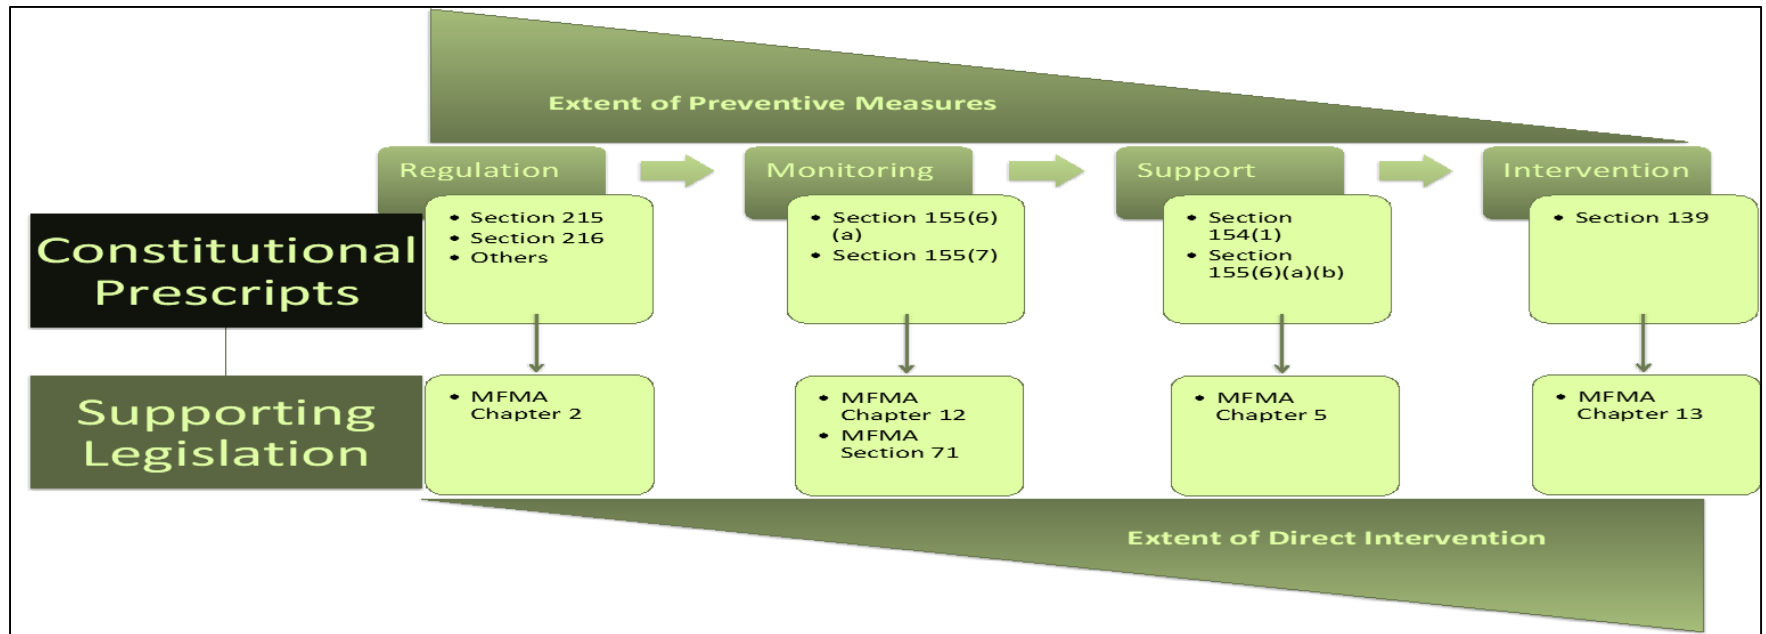 Extent of Preventive Measures
Regulation
Monitoring
Support
Intervention
Constitutional
Prescripts
• Section 215
• Section 216
• Others
• Section 155(6)
(a)
• Section 155(7)
• Section
154(1)
• Section
155(6)(a)(b)
• Section 139
Supporting
Legislation
• MFMA
Chapter 2
• MFMA
Chapter 12
• MFMA
Section 71
• MFMA
Chapter 5
• MFMA
Chapter 13
Extent of Direct Intervention